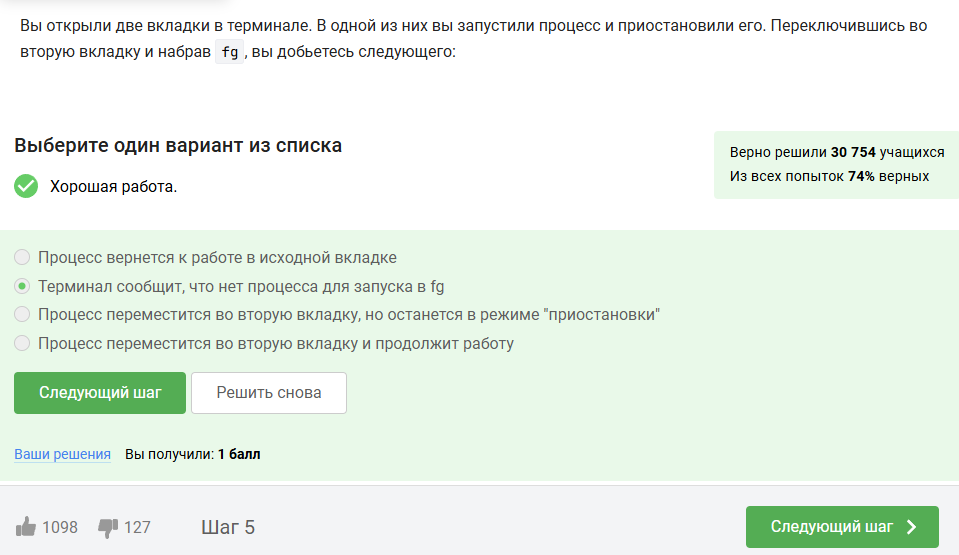 Вы открыли две вкладки в терминале. В одной из них вы запустили процесс и приостановили его. Переключившись во
вторую вкладку и набрав fg, вы добьетесь следующего:
Выберите один вариант из списка
Хорошая работа.
Верно решили 30 754 учащихся
Из всех попыток 74% верных
Процесс вернется к работе в исходной вкладке
Терминал сообщит, что нет процесса для запуска в fg
Процесс переместится во вторую вкладку, но останется в режиме "приостановки"
Процесс переместится во вторую вкладку и продолжит работу
Следующий шаг
Решить снова
Ваши решения
Вы получили: 1 балл
1098
127
Шаг 5
Следующий шаг